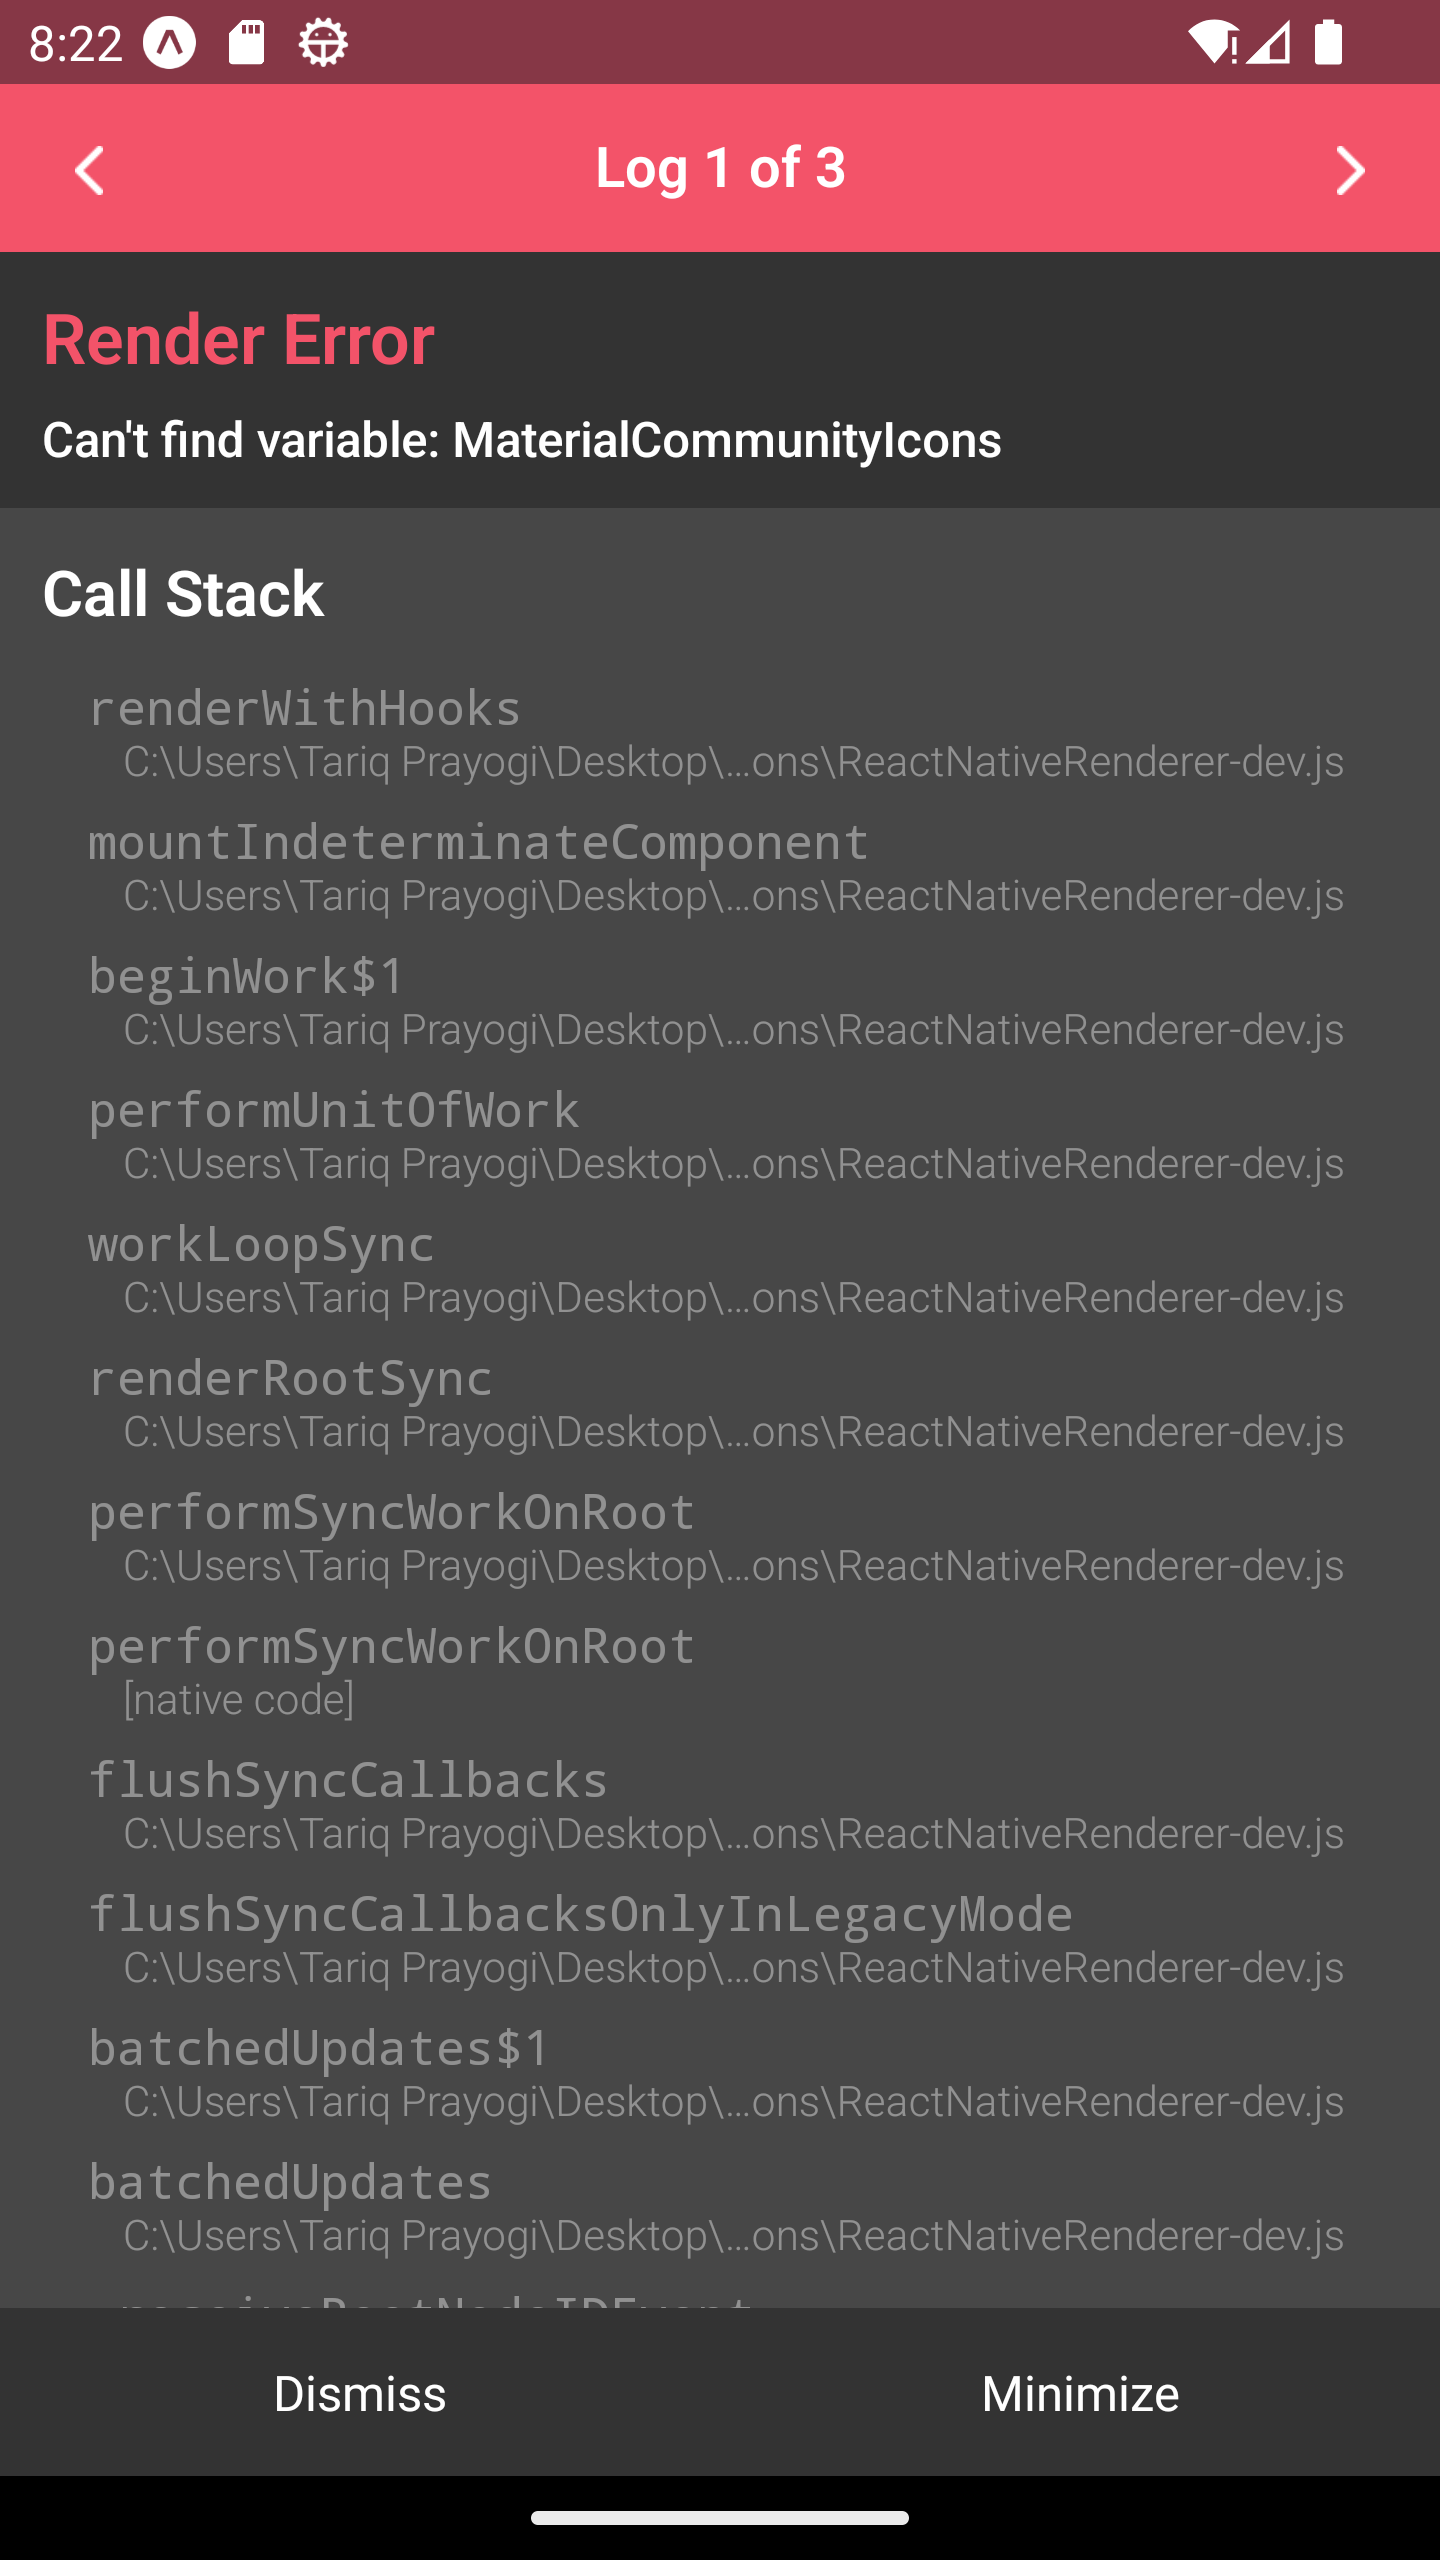 8:22
Log 1 of 3
Render Error
Can't find variable: MaterialCommunityIcons
Call Stack
renderWithHooks
C:\Users\Tariq Prayogi\Desktop\...ons\ReactNativeRenderer-dev.js
mountIndeterminateComponent
C:\Users\Tariq Prayogi\Desktop\...ons\ReactNativeRenderer-dev.js
beginWork$1
C:\Users\Tariq Prayogi\Desktop\...ons\ReactNativeRenderer-dev.js
performUnitOfWork
C:\Users\Tariq Prayogi\Desktop\...ons\ReactNativeRenderer-dev.js
workLoopSync
C:\Users\Tariq Prayogi\Desktop\...ons\ReactNativeRenderer-dev.js
renderRootSync
C:\Users\Tariq Prayogi\Desktop\...ons\ReactNativeRenderer-dev.js
performSyncWorkOnRoot
C:\Users\Tariq Prayogi\Desktop\...ons\ReactNativeRenderer-dev.js
performSyncWorkOnRoot
[native code]
flushSyncCallbacks
C:\Users\Tariq Prayogi\Desktop\...ons\ReactNativeRenderer-dev.js
flushSyncCallbacksOnlyInLegacyMode
C:\Users\Tariq Prayogi\Desktop\...ons\ReactNativeRenderer-dev.js
batchedUpdates$1
C:\Users\Tariq Prayogi\Desktop\...ons\ReactNativeRenderer-dev.js
batchedUpdates
C:\Users\Tariq Prayogi\Desktop\...ons\ReactNativeRenderer-dev.js
Dismiss
Minimize